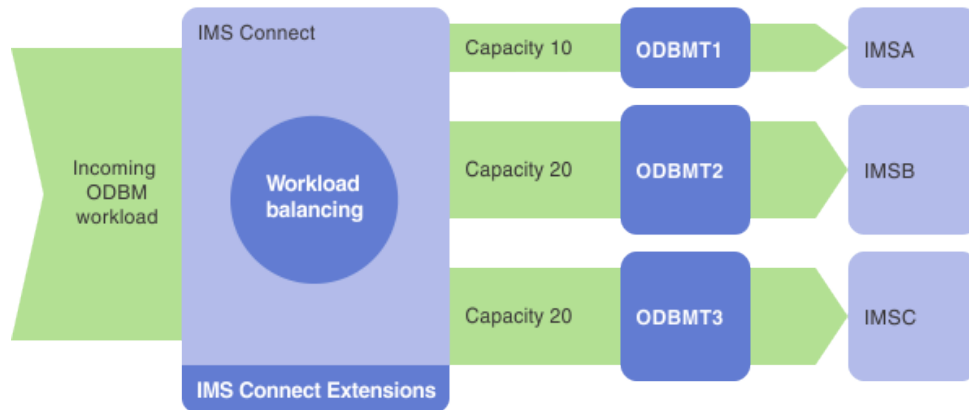 IMS Connect
Incoming
ODBM
workload
Workload
balancing
IMS Connect Extensions
Capacity 10
ODBMT1
IMSA
Capacity 20
ODBMT2
IMSB
Capacity 20
ODBMT3
IMSC